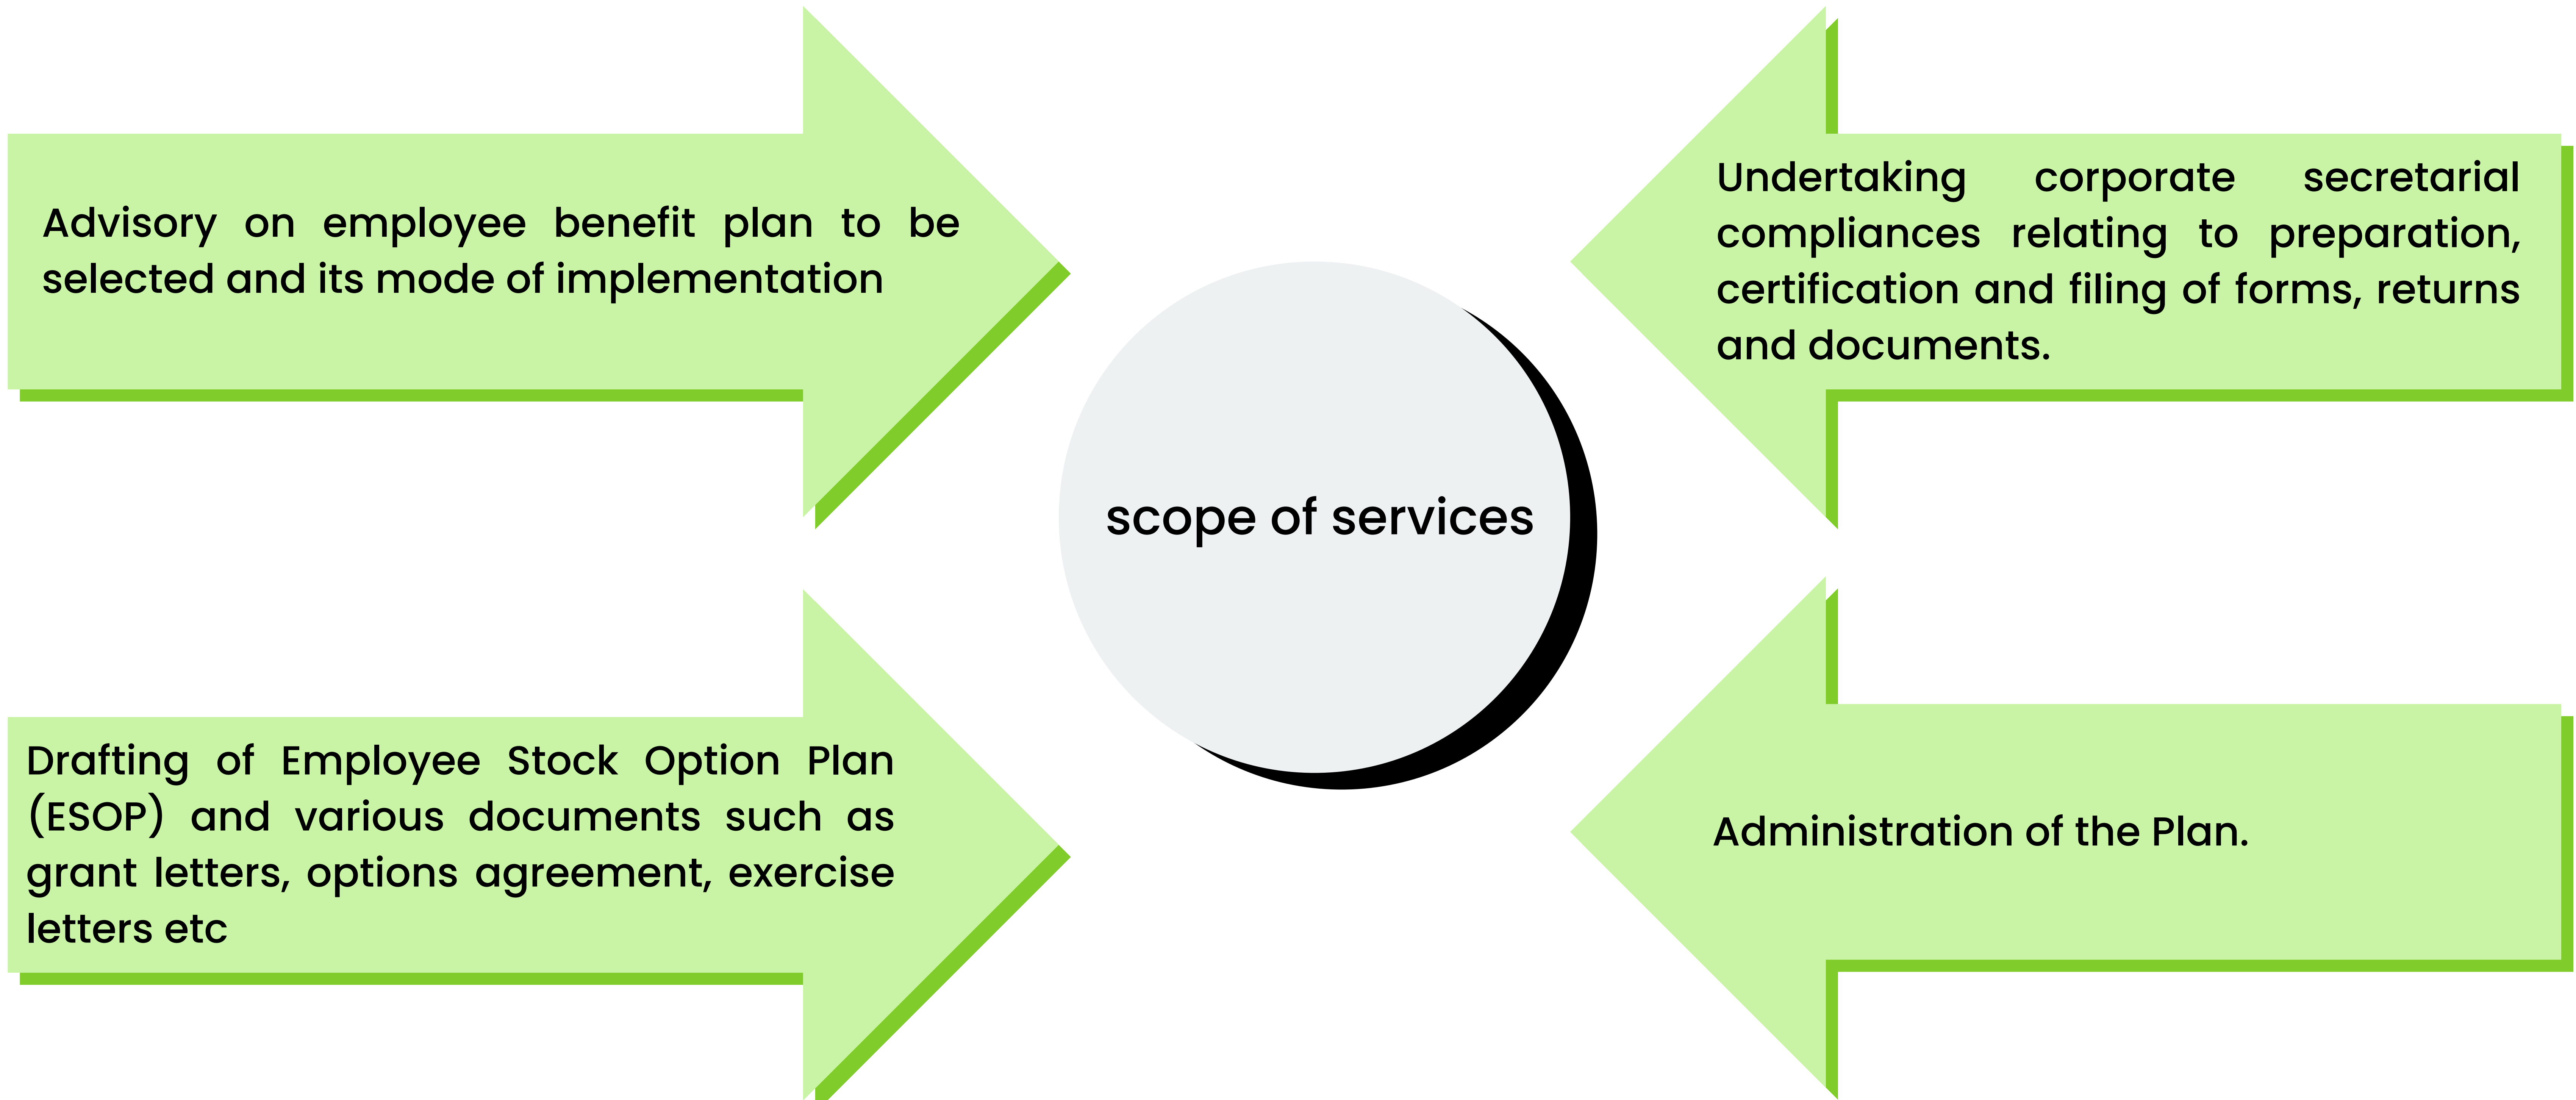 Advisory on employee benefit plan to be
selected and its mode of implementation
Undertaking corporate secretarial
compliances relating to preparation,
certification and filing of forms, returns
and documents.
scope of services
Drafting of Employee Stock Option Plan
(ESOP) and various documents such as
grant letters, options agreement, exercise
letters etc
Administration of the Plan.